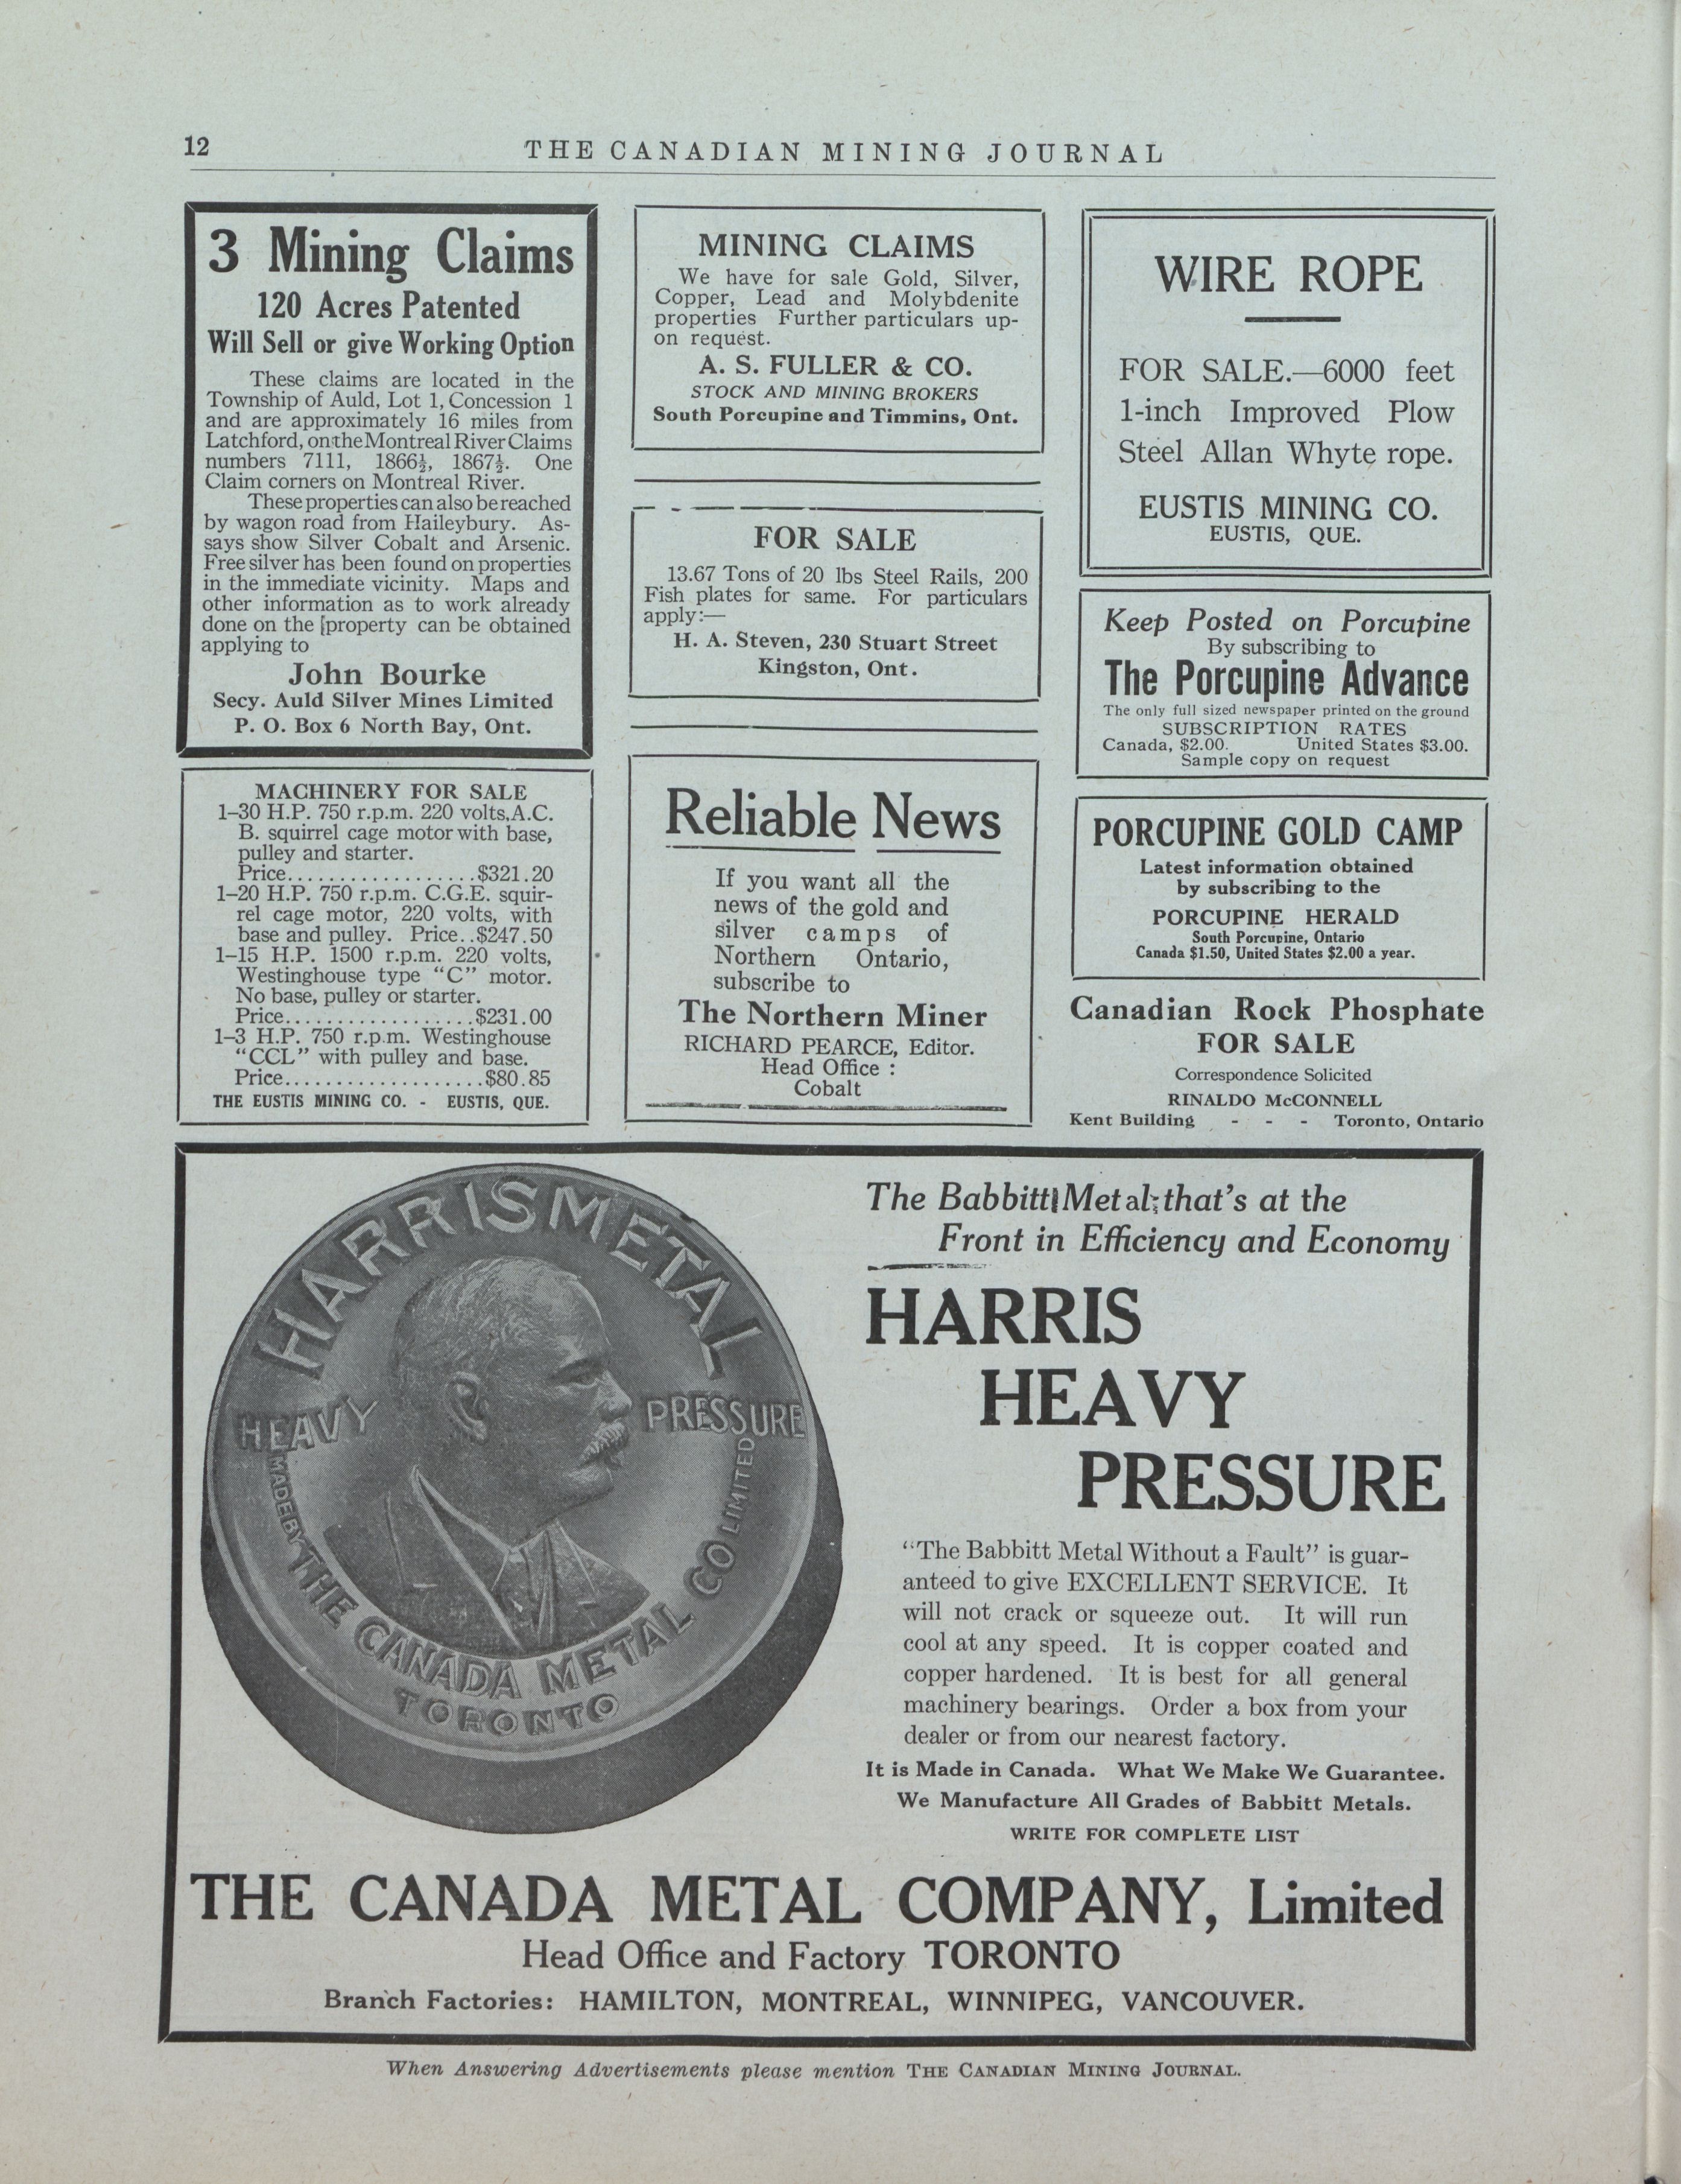 12
THE CANADIAN MINING JOURNAL
3 Mining Claims
120 Acres Patented
Will Sell or give Working Option
These claims are located in the
Township of Auld, Lot 1, Concession 1
and are approximately 16 miles from
Latchford, on the Montreal River Claims
numbers 7111, 1866½, 1867½. One
Claim corners on Montreal River.
These properties can also be reached
by wagon road from Haileybury. As-
says show Silver Cobalt and Arsenic.
Free silver has been found on properties
in the immediate vicinity. Maps and
other information as to work already
done on the [property can be obtained
applying to
John Bourke
Secy. Auld Silver Mines Limited
P. O. Box 6 North Bay, Ont.
MACHINERY FOR SALE
1–30 H.P. 750 r.p.m. 220 volts, A.C.
B. squirrel cage motor with base,
pulley and starter.
Price..................$321.20
1–20 H.P. 750 r.p.m. C.G.E. squir-
rel cage motor, 220 volts, with
base and pulley. Price..$247.50
1–15 H.P. 1500 r.p.m. 220 volts,
Westinghouse type "C" motor.
No base, pulley or starter.
Price..................$231.00
1–3 H.P. 750 r.p.m. Westinghouse
"CCL" with pulley and base.
Price...................$80.85
THE EUSTIS MINING CO. - EUSTIS, QUE.
MINING CLAIMS
We have for sale Gold, Silver,
Copper, Lead and Molybdenite
properties Further particulars up-
on request.
A. S. FULLER & CO.
STOCK AND MINING BROKERS
South Porcupine and Timmins, Ont.
FOR SALE
13.67 Tons of 20 lbs Steel Rails, 200
Fish plates for same. For particulars
apply:—
H. A. Steven, 230 Stuart Street
Kingston, Ont.
Reliable News
If you want all the
news of the gold and
silver camps of
Northern Ontario,
subscribe to
The Northern Miner
RICHARD PEARCE, Editor.
Head Office :
Cobalt
WIRE ROPE
FOR SALE.—6000 feet
1-inch Improved Plow
Steel Allan Whyte rope.
EUSTIS MINING CO.
EUSTIS, QUE.
Keep Posted on Porcupine
By subscribing to
The Porcupine Advance
The only full sized newspaper printed on the ground
SUBSCRIPTION RATES
Canada, $2.00. United States $3.00.
Sample copy on request
PORCUPINE GOLD CAMP
Latest information obtained
by subscribing to the
PORCUPINE HERALD
South Porcupine, Ontario
Canada $1.50, United States $2.00 a year.
Canadian Rock Phosphate
FOR SALE
Correspondence Solicited
RINALDO McCONNELL
Kent Building - - - Toronto, Ontario
HARRIS METAL
HEAVY PRESSURE
MADE BY THE CANADA METAL CO LIMITED
TORONTO
The Babbitt Metal that's at the
Front in Efficiency and Economy
HARRIS
HEAVY
PRESSURE
"The Babbitt Metal Without a Fault" is guar-
anteed to give EXCELLENT SERVICE. It
will not crack or squeeze out. It will run
cool at any speed. It is copper coated and
copper hardened. It is best for all general
machinery bearings. Order a box from your
dealer or from our nearest factory.
It is Made in Canada. What We Make We Guarantee.
We Manufacture All Grades of Babbitt Metals.
WRITE FOR COMPLETE LIST
THE CANADA METAL COMPANY, Limited
Head Office and Factory TORONTO
Branch Factories: HAMILTON, MONTREAL, WINNIPEG, VANCOUVER.
When Answering Advertisements please mention THE CANADIAN MINING JOURNAL.